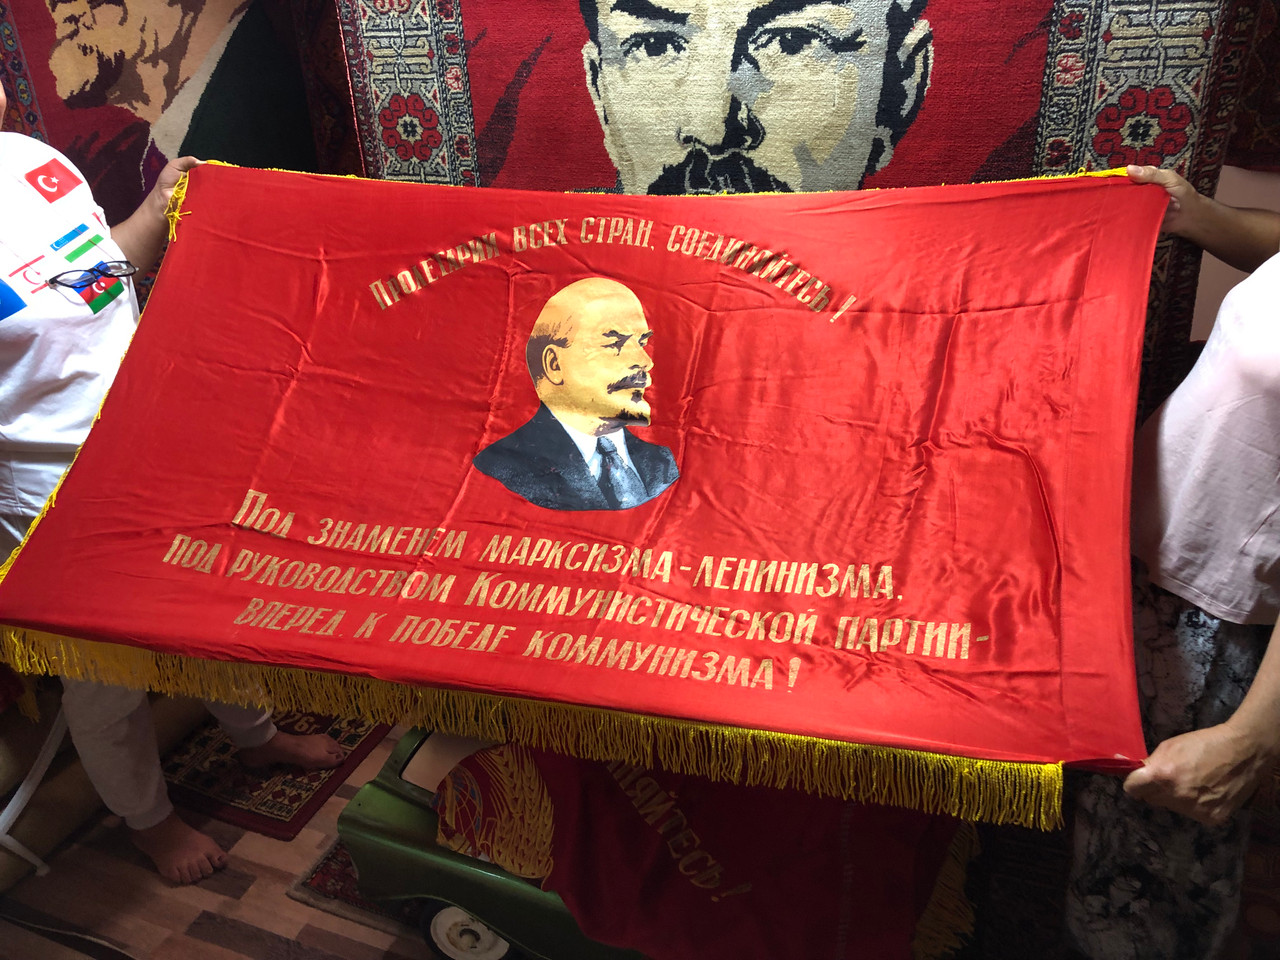 Пролетарии всех стран, соединяйтесь!
Под знаменем марксизма-ленинизма,
под руководством Коммунистической партии-
вперед, к победе коммунизма!